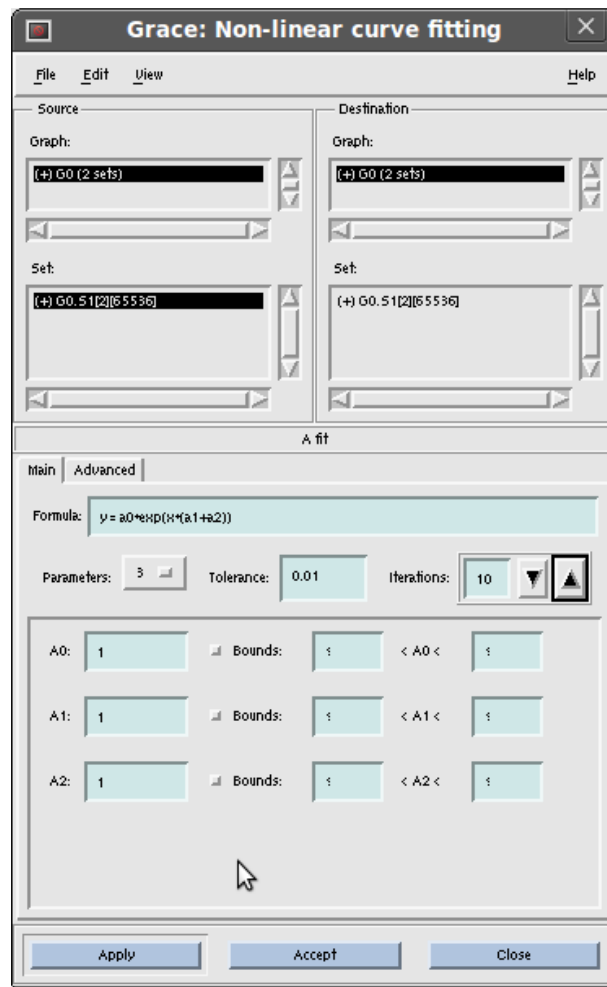 Grace: Non-linear curve fitting
File Edit View Help
Source
Graph:
(+) G0 (2 sets)
Set:
(+) G0.S1[2][65536]
Destination
Graph:
(+) G0 (2 sets)
Set:
(+) G0.S1[2][65536]
A fit
Main Advanced
Formula: y = a0*exp(x*(a1+a2))
Parameters: 3 Tolerance: 0.01 Iterations: 10
A0: 1 Bounds: < A0 <
A1: 1 Bounds: < A1 <
A2: 1 Bounds: < A2 <
Apply Accept Close